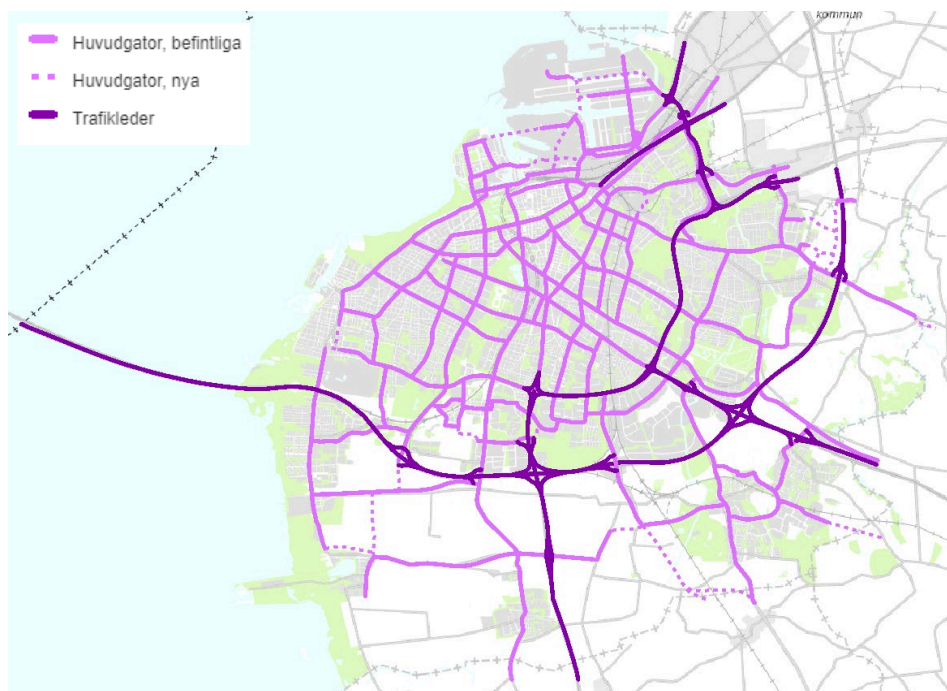 kommun
Huvudgator, befintliga
Huvudgator, nya
Trafikleder